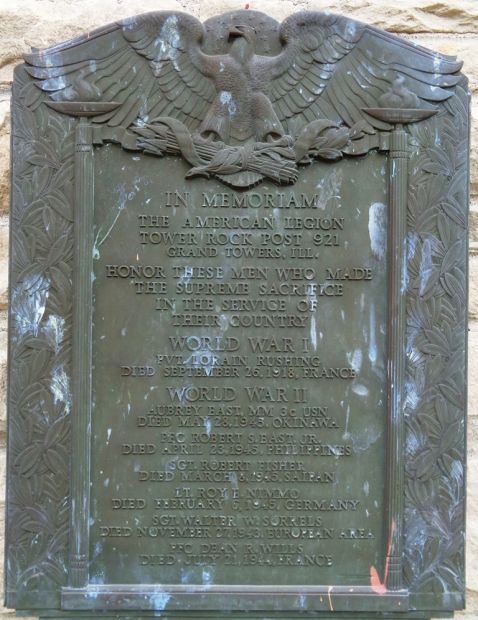 IN MEMORIAM
THE AMERICAN LEGION
TOWER ROCK POST 921
GRAND TOWERS, ILL.
HONOR THESE MEN WHO MADE
THE SUPREME SACRIFICE
IN THE SERVICE OF
THEIR COUNTRY
WORLD WAR I
PVT. LORAIN RUSHING
DIED SEPTEMBER 26, 1918, FRANCE
WORLD WAR II
AUBREY EAST, MM 3c USN
DIED MAY 28, 1945, OKINAWA
PFC ROBERT S. EAST, JR.
DIED APRIL 23, 1945, PHILIPPINES
SGT. ROBERT FISHER
DIED MARCH 1945, SAIPAN
LT. ROY E. NIMMO
DIED FEBRUARY 1945, GERMANY
SGT. WALTER W. SORRELS
DIED NOVEMBER 27, 1943, EUROPEAN AREA
PFC DEAN R. WILLS
DIED JULY 21, 1944, FRANCE